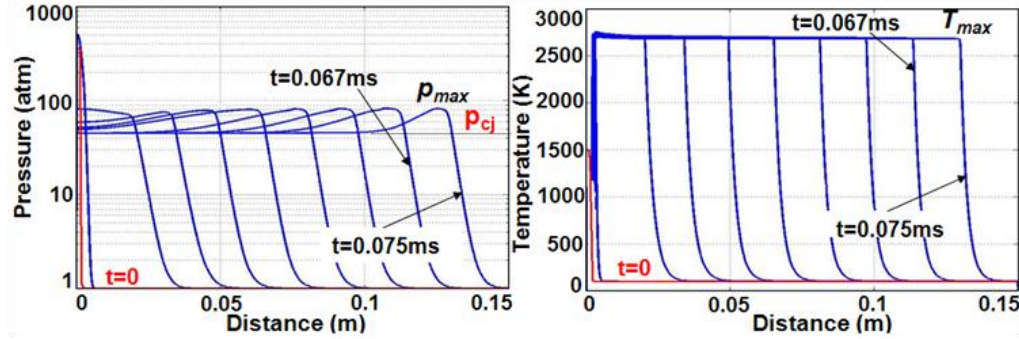 1000
100
10
1
Pressure (atm)
t=0.067ms
p_max
p_cj
t=0.075ms
t=0
0
0.05
0.1
0.15
Distance (m)
3000
2500
2000
1500
1000
500
0
Temperature (K)
t=0.067ms
T_max
t=0.075ms
t=0
0
0.05
0.1
0.15
Distance (m)